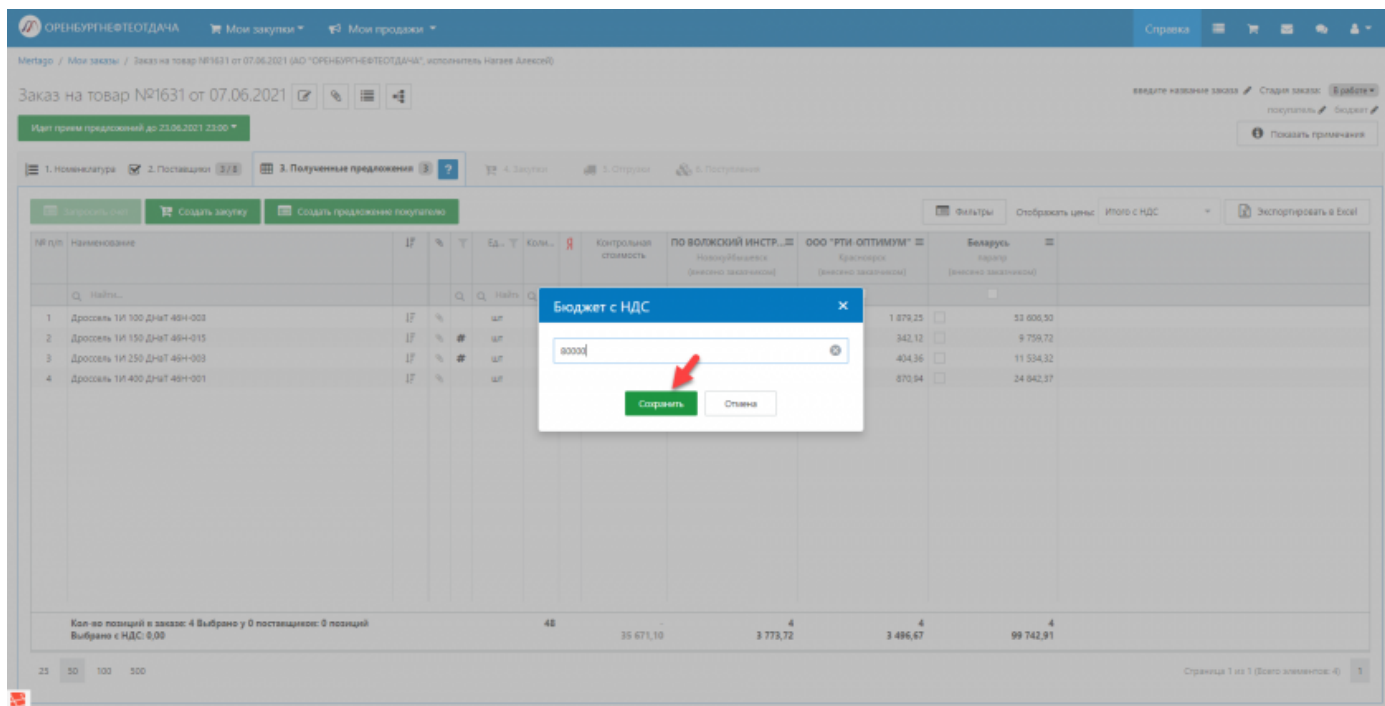 ОРЕНБУРГНЕФТЕОТДАЧА Мои закупки Мои продажи Справка
Mertago / Мои заказы / Заказ на товар №1631 от 07.06.2021 (АО "ОРЕНБУРГНЕФТЕОТДАЧА", исполнитель Нагаев Алексей)
Заказ на товар №1631 от 07.06.2021
введите название заказа Стадия заказа: В работе
покупатель бюджет
Идет прием предложений до 23.06.2021 23:00
Показать примечания
1. Номенклатура 2. Поставщики 3. Полученные предложения 3 ? 4. Закупки 5. Отгрузки 6. Поступления
Запросить счет Создать закупку Создать предложение покупателю Фильтры Отображать цены: Итого с НДС Экспортировать в Excel
№ п/п Наименование Ед... Коли... Я Контрольная стоимость ПО ВОЛЖСКИЙ ИНСТР... ООО "РТИ-ОПТИМУМ" Беларусь
Новокуйбышевск Красноярск
(внесено заказчиком) (внесено заказчиком) (внесено заказчиком)
Найти... Найти
Бюджет с НДС ×
1 Дроссель 1И 100 ДНаТ 46Н-003 шт 1 879,25 53 606,50
2 Дроссель 1И 150 ДНаТ 46Н-015 # шт 342,12 9 759,72
3 Дроссель 1И 250 ДНаТ 46Н-003 # шт 404,36 11 534,32
4 Дроссель 1И 400 ДНаТ 46Н-001 шт 870,94 24 842,37
Сохранить Отмена
Кол-во позиций в заказе: 4 Выбрано у 0 поставщиков: 0 позиций 48 - 4 4 4
Выбрано с НДС: 0,00 35 671,10 3 773,72 3 496,67 99 742,91
25 50 100 500 Страница 1 из 1 (Всего элементов: 4) 1